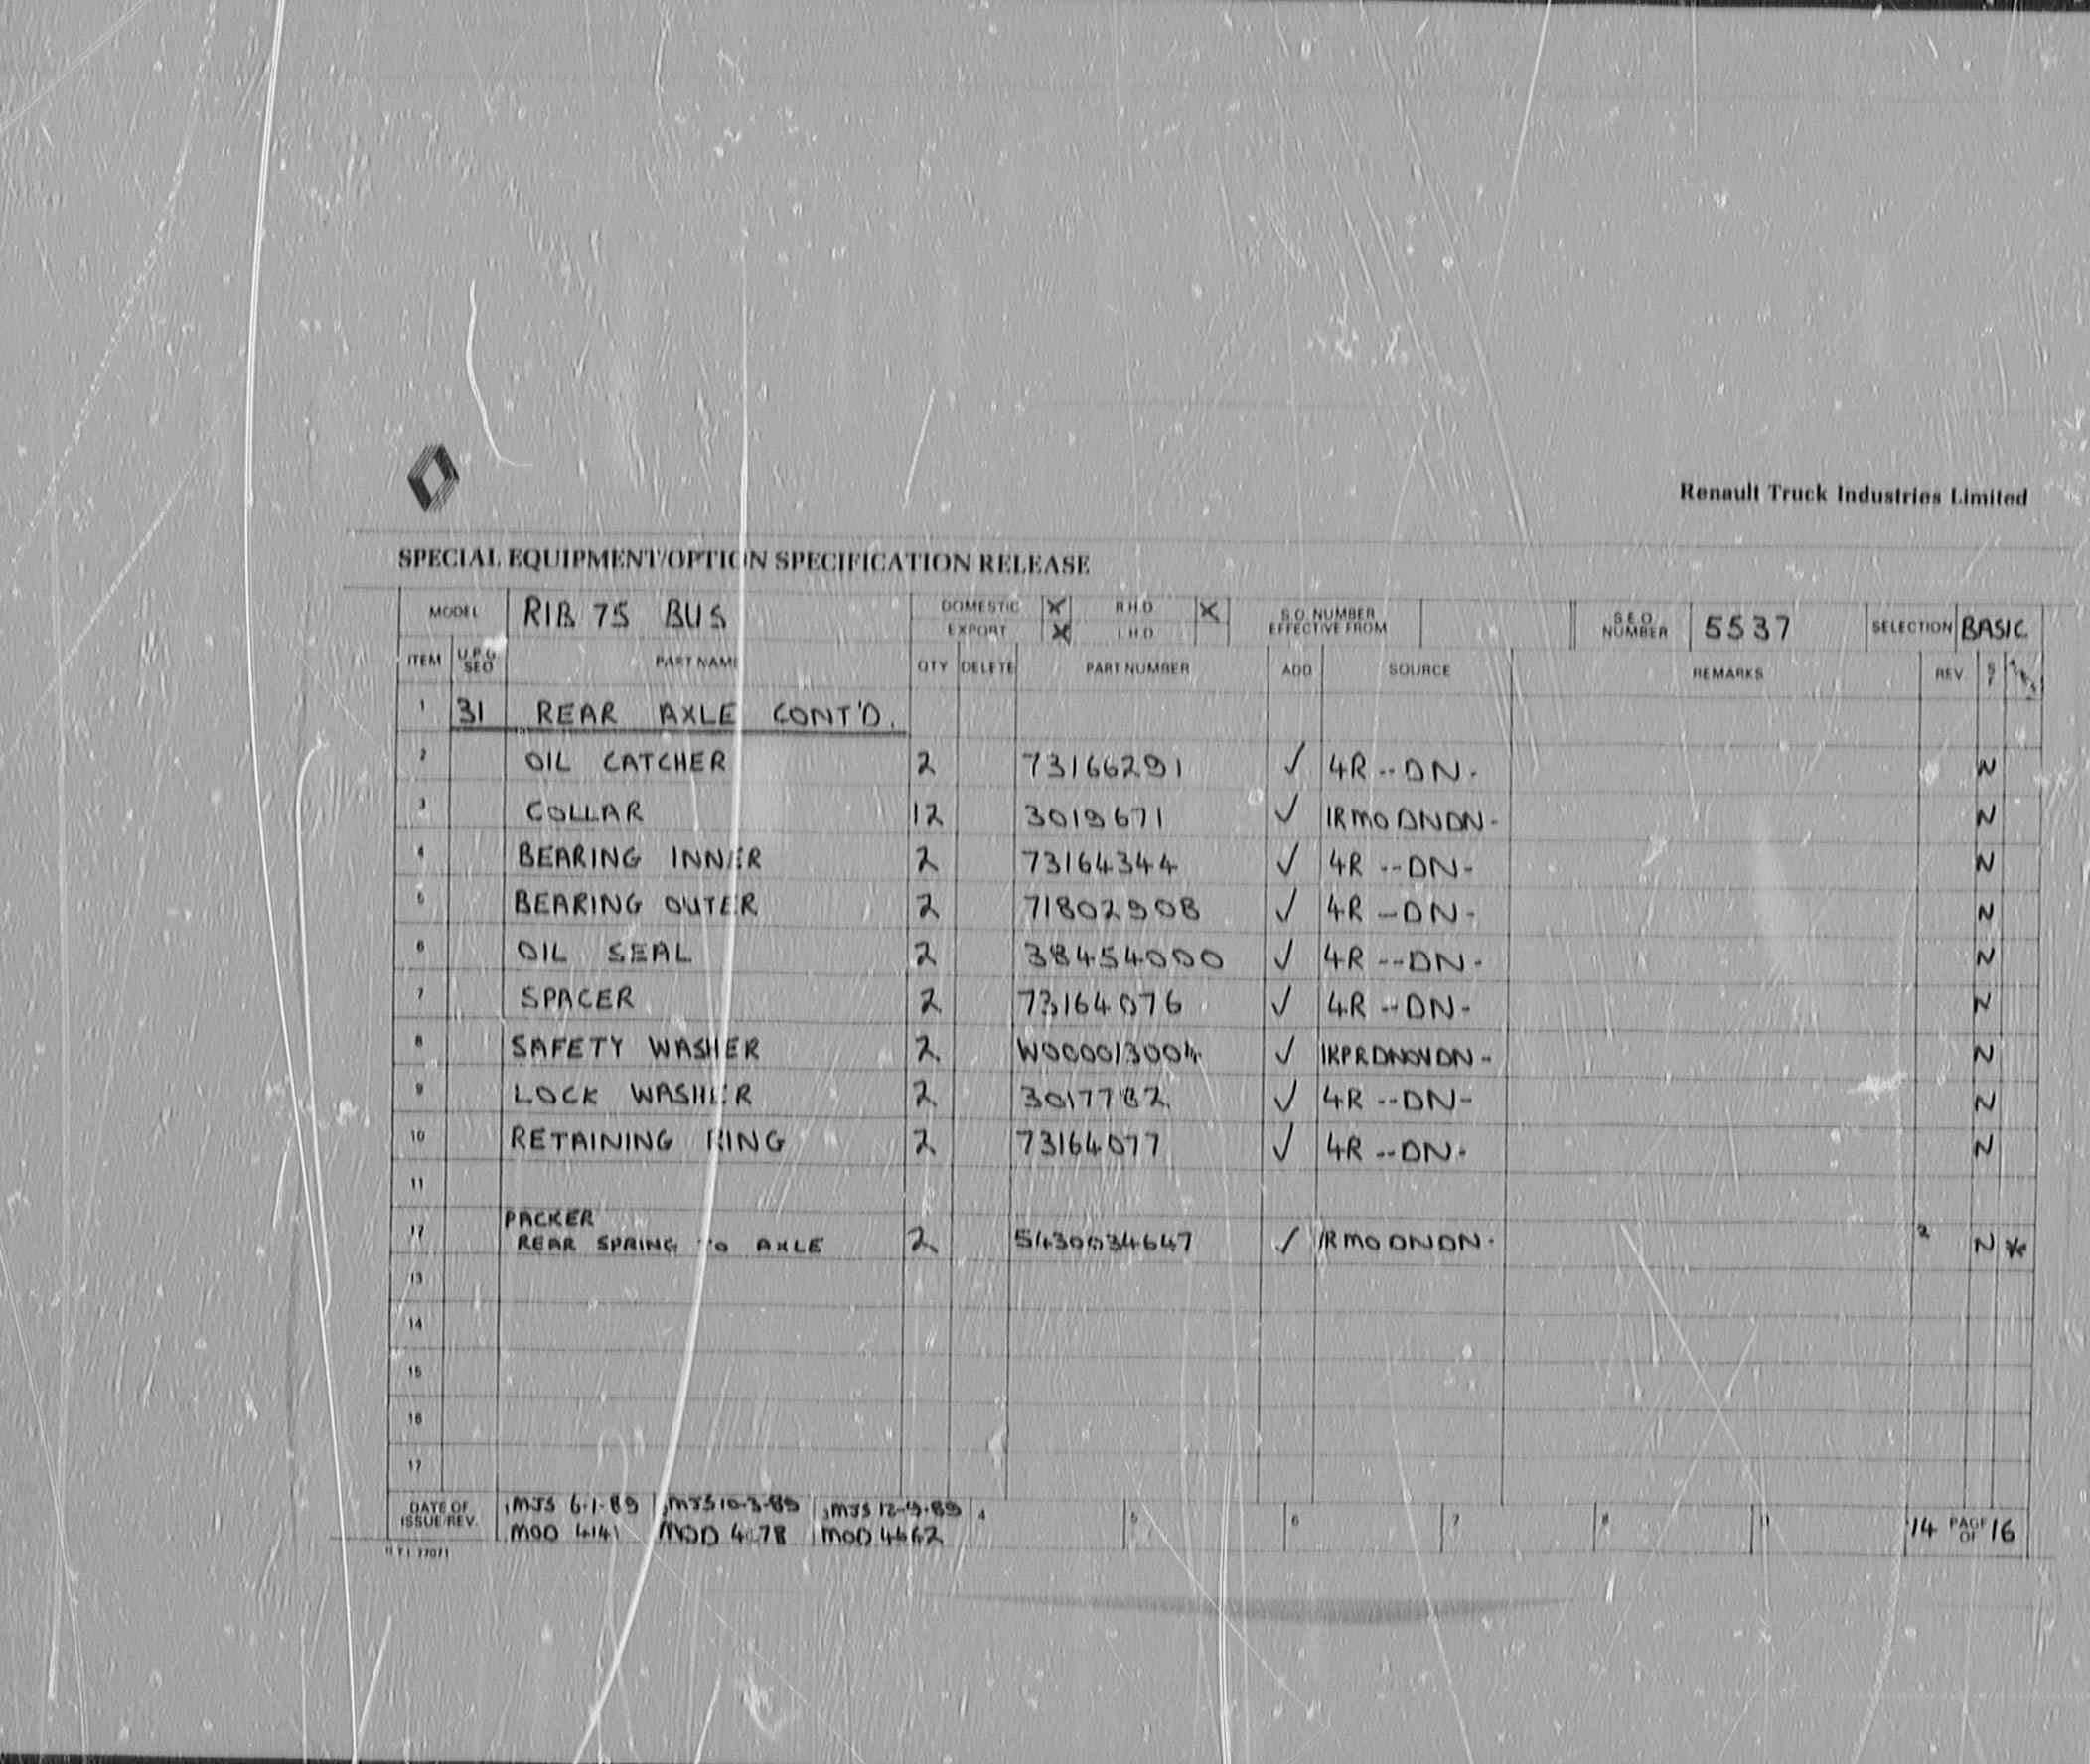 Renault Truck Industries Limited
SPECIAL EQUIPMENT/OPTION SPECIFICATION RELEASE
MODEL RIB 75 BUS DOMESTIC X R.H.D X S.O. NUMBER EFFECTIVE FROM S.E.O NUMBER 5537 SELECTION BASIC
EXPORT X L.H.D
ITEM U.P.G SEQ PART NAME QTY DELETE PART NUMBER ADD SOURCE REMARKS REV
1 31 REAR AXLE CONT'D.
2 OIL CATCHER 2 73166291 ✓ 4R--DN- N
3 COLLAR 12 3019671 ✓ 1RMODNDN- N
4 BEARING INNER 2 73164344 ✓ 4R--DN- N
5 BEARING OUTER 2 71802908 ✓ 4R--DN- N
6 OIL SEAL 2 38454000 ✓ 4R--DN- N
7 SPACER 2 73164076 ✓ 4R--DN- N
8 SAFETY WASHER 2 ✓ N
9 LOCK WASHER 2 3017782 ✓ 4R--DN- N
10 RETAINING RING 2 73164077 ✓ 4R--DN- N
11
PACKER
12 REAR SPRING TO AXLE 2 5430034647 ✓ 1RMODNDN- 2 N
13
14
15
16
17
DATE OF ISSUE/REV. 1 MJS 6-1-89 2 MJS 10-3-89 3 MJS 12-9-89 4 5 6 7 8 11 14 PAGE OF 16
MOD 4141 MOD MOD 4462